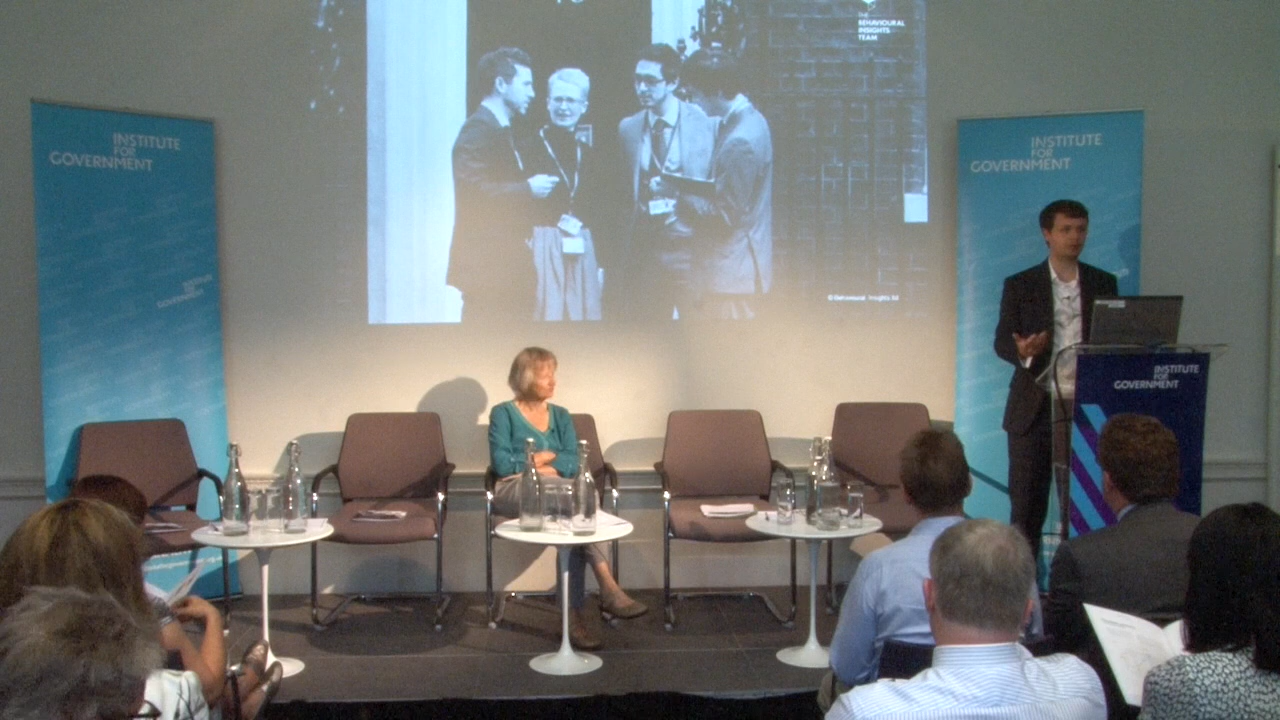 THE
BEHAVIOURAL
INSIGHTS
TEAM
INSTITUTE
FOR
GOVERNMENT
INSTITUTE
FOR
GOVERNMENT
© Behavioural Insights ltd
INSTITUTE
FOR
GOVERNMENT